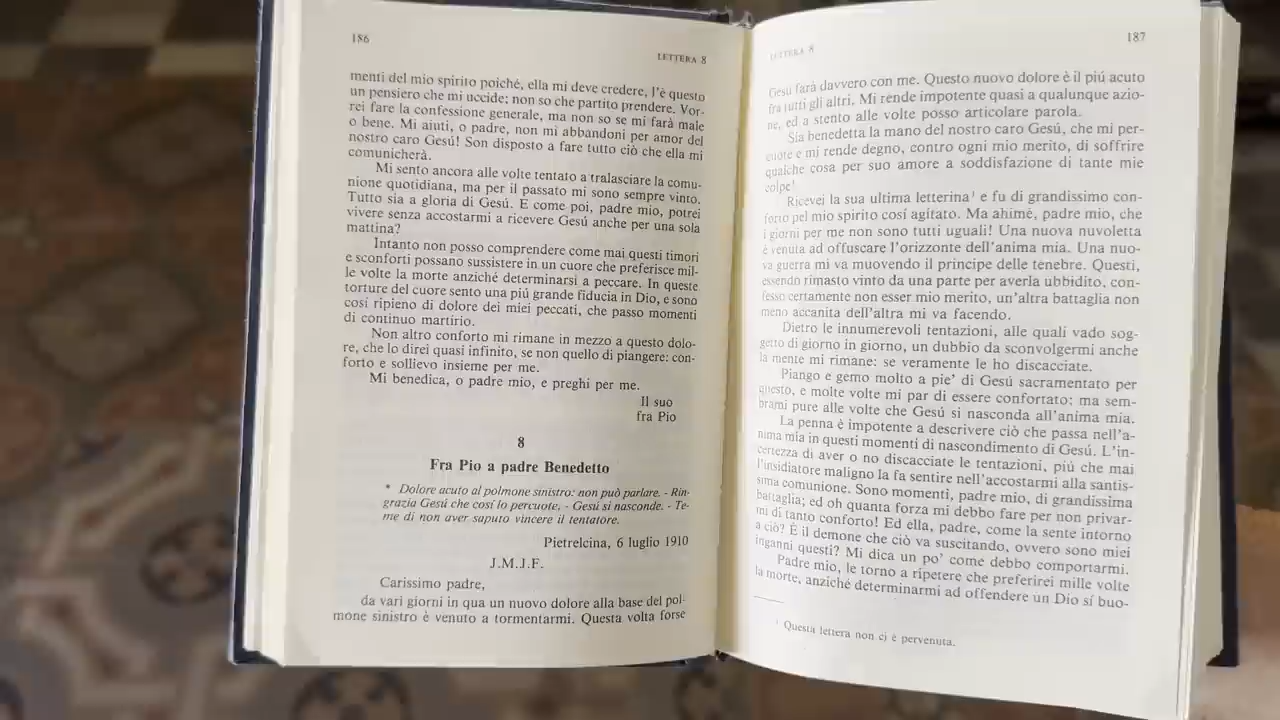 186
LETTERA 8
menti del mio spirito poiché, ella mi deve credere, l'è questo
un pensiero che mi uccide; non so che partito prendere. Vor-
rei fare la confessione generale, ma non so se mi farà male
o bene. Mi aiuti, o padre, non mi abbandoni per amor del
nostro caro Gesú! Son disposto a fare tutto ciò che ella mi
comunicherà.
Mi sento ancora alle volte tentato a tralasciare la comu-
nione quotidiana, ma per il passato mi sono sempre vinto.
Tutto sia a gloria di Gesú. E come poi, padre mio, potrei
vivere senza accostarmi a ricevere Gesú anche per una sola
mattina?
Intanto non posso comprendere come mai questi timori
e sconforti possano sussistere in un cuore che preferisce mil-
le volte la morte anziché determinarsi a peccare. In queste
torture del cuore sento una piú grande fiducia in Dio, e sono
cosí ripieno di dolore dei miei peccati, che passo momenti
di continuo martirio.
Non altro conforto mi rimane in mezzo a questo dolo-
re, che lo direi quasi infinito, se non quello di piangere: con-
forto e sollievo insieme per me.
Mi benedica, o padre mio, e preghi per me.
Il suo
fra Pio
8
Fra Pio a padre Benedetto
* Dolore acuto al polmone sinistro: non può parlare. - Rin-
grazia Gesú che cosí lo percuote. - Gesú si nasconde. - Te-
me di non aver saputo vincere il tentatore.
Pietrelcina, 6 luglio 1910
J.M.J.F.
Carissimo padre,
da vari giorni in qua un nuovo dolore alla base del pol-
mone sinistro è venuto a tormentarmi. Questa volta forse
187
LETTERA 8
Gesú farà davvero con me. Questo nuovo dolore è il piú acuto
fra tutti gli altri. Mi rende impotente quasi a qualunque azio-
ne, ed a stento alle volte posso articolare parola.
Sia benedetta la mano del nostro caro Gesú, che mi per-
cuote e mi rende degno, contro ogni mio merito, di soffrire
qualche cosa per suo amore a soddisfazione di tante mie
colpe!
Ricevei la sua ultima letterina¹ e fu di grandissimo con-
forto pel mio spirito cosí agitato. Ma ahimé, padre mio, che
i giorni per me non sono tutti uguali! Una nuova nuvoletta
è venuta ad offuscare l'orizzonte dell'anima mia. Una nuo-
va guerra mi va muovendo il principe delle tenebre. Questi,
essendo rimasto vinto da una parte per averla ubbidito, con-
fesso certamente non esser mio merito, un'altra battaglia non
meno accanita dell'altra mi va facendo.
Dietro le innumerevoli tentazioni, alle quali vado sog-
getto di giorno in giorno, un dubbio da sconvolgermi anche
la mente mi rimane: se veramente le ho discacciate.
Piango e gemo molto a pie' di Gesú sacramentato per
questo, e molte volte mi par di essere confortato; ma sem-
brami pure alle volte che Gesú si nasconda all'anima mia.
La penna è impotente a descrivere ciò che passa nell'a-
nima mia in questi momenti di nascondimento di Gesú. L'in-
certezza di aver o no discacciate le tentazioni, piú che mai
l'insidiatore maligno la fa sentire nell'accostarmi alla santis-
sima comunione. Sono momenti, padre mio, di grandissima
battaglia; ed oh quanta forza mi debbo fare per non privar-
mi di tanto conforto! Ed ella, padre, come la sente intorno
a ciò? È il demone che ciò va suscitando, ovvero sono miei
inganni questi? Mi dica un po' come debbo comportarmi.
Padre mio, le torno a ripetere che preferirei mille volte
la morte, anziché determinarmi ad offendere un Dio sí buo-
¹ Questa lettera non ci è pervenuta.